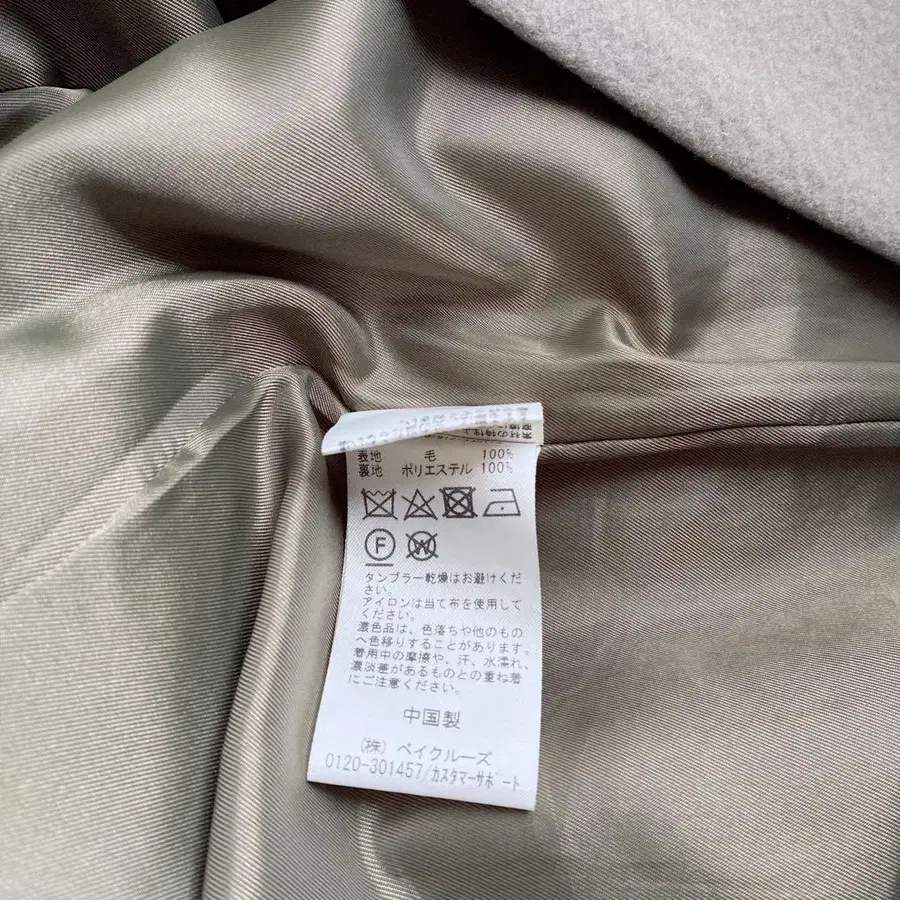 表地 毛 100%
裏地 ポリエステル 100%
F W
タンブラー乾燥はお避けくだ
さい。
アイロンは当て布を使用して
ください。
濃色品は、色落ちや他のもの
へ色移りすることがあります。
着用中の摩擦や、汗、水濡れ、
濃淡差があるものとの重ね着
にご注意ください。
中国製
(株) ベイクルーズ
0120-301457/カスタマーサポート